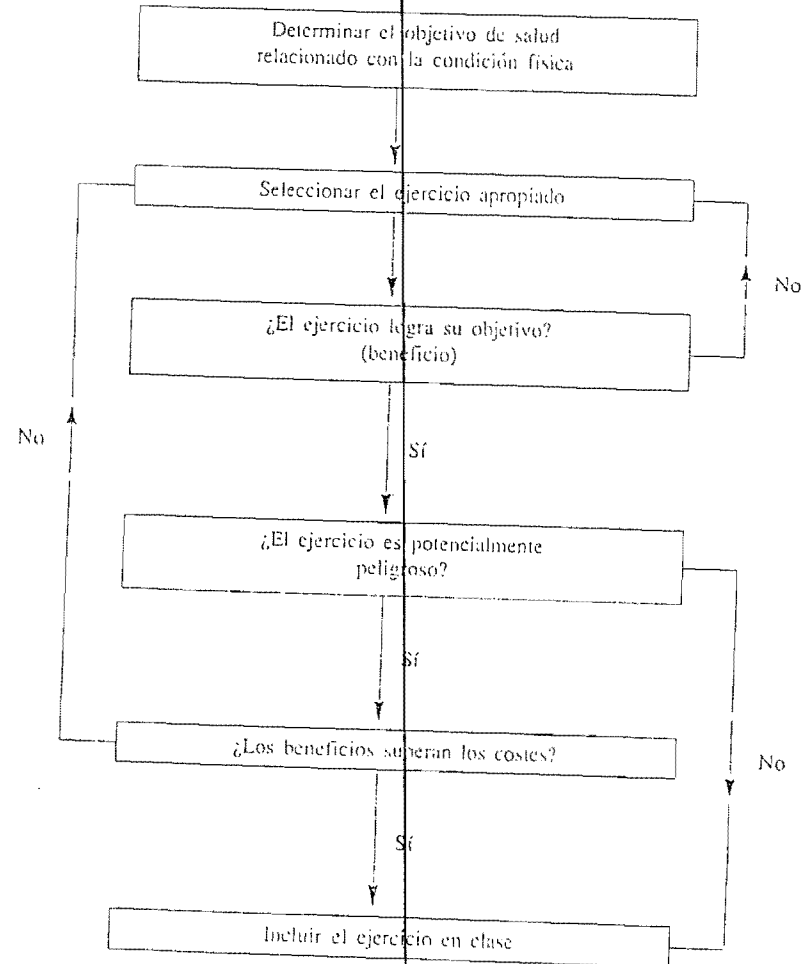 Determinar el objetivo de salud
relacionado con la condición física
Seleccionar el ejercicio apropiado
No
¿El ejercicio logra su objetivo?
(beneficio)
No
Sí
¿El ejercicio es potencialmente
peligroso?
Sí
¿Los beneficios superan los costes?
No
Sí
Incluir el ejercicio en clase